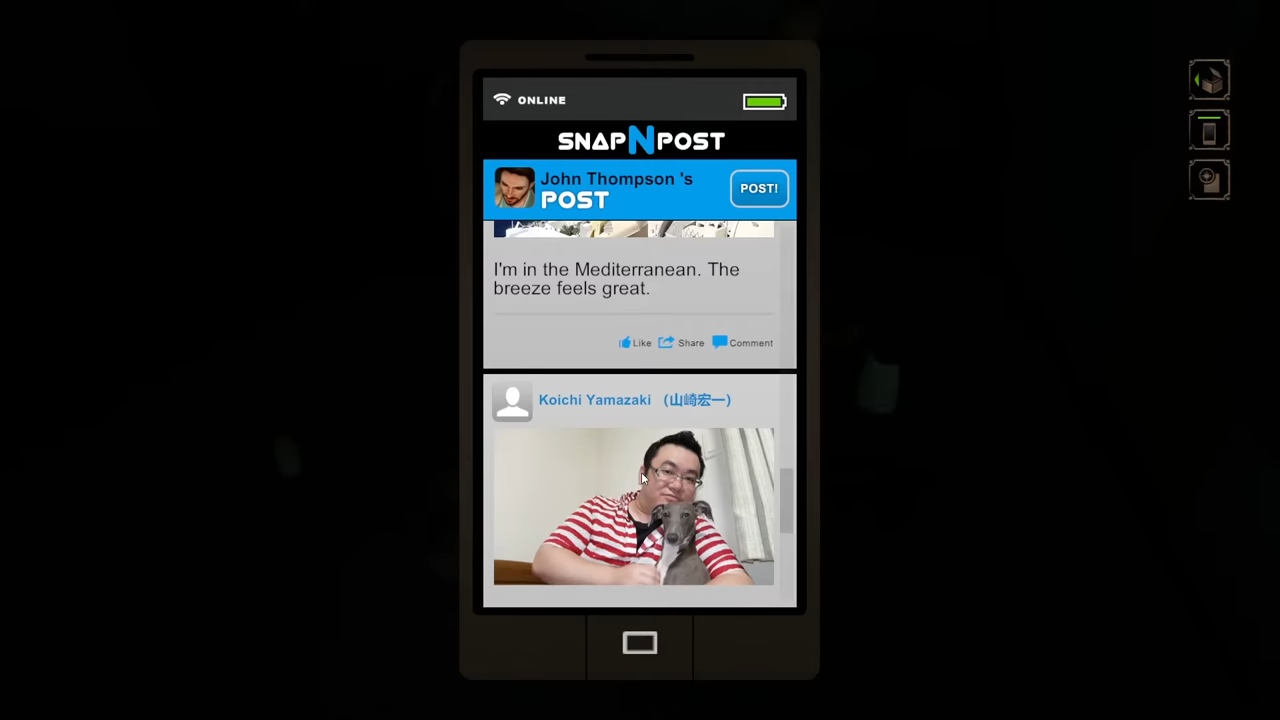 ONLINE
SNAPNPOST
John Thompson 's
POST
POST!
I'm in the Mediterranean. The
breeze feels great.
Like Share Comment
Koichi Yamazaki （山崎宏一）